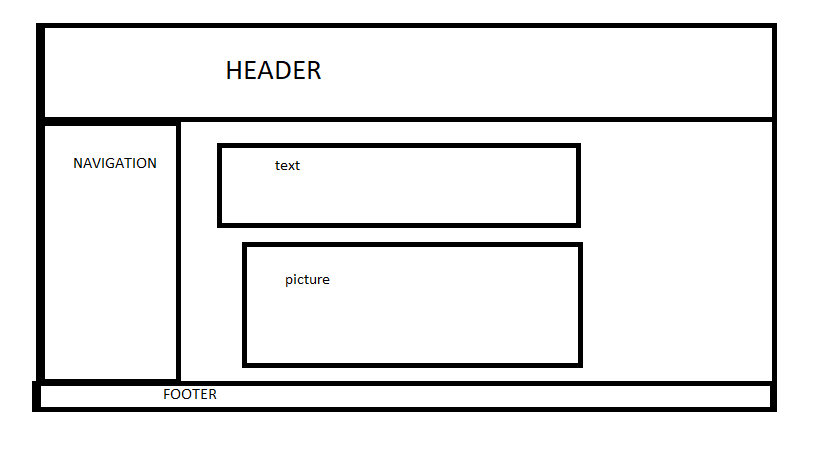 HEADER
NAVIGATION
text
picture
FOOTER